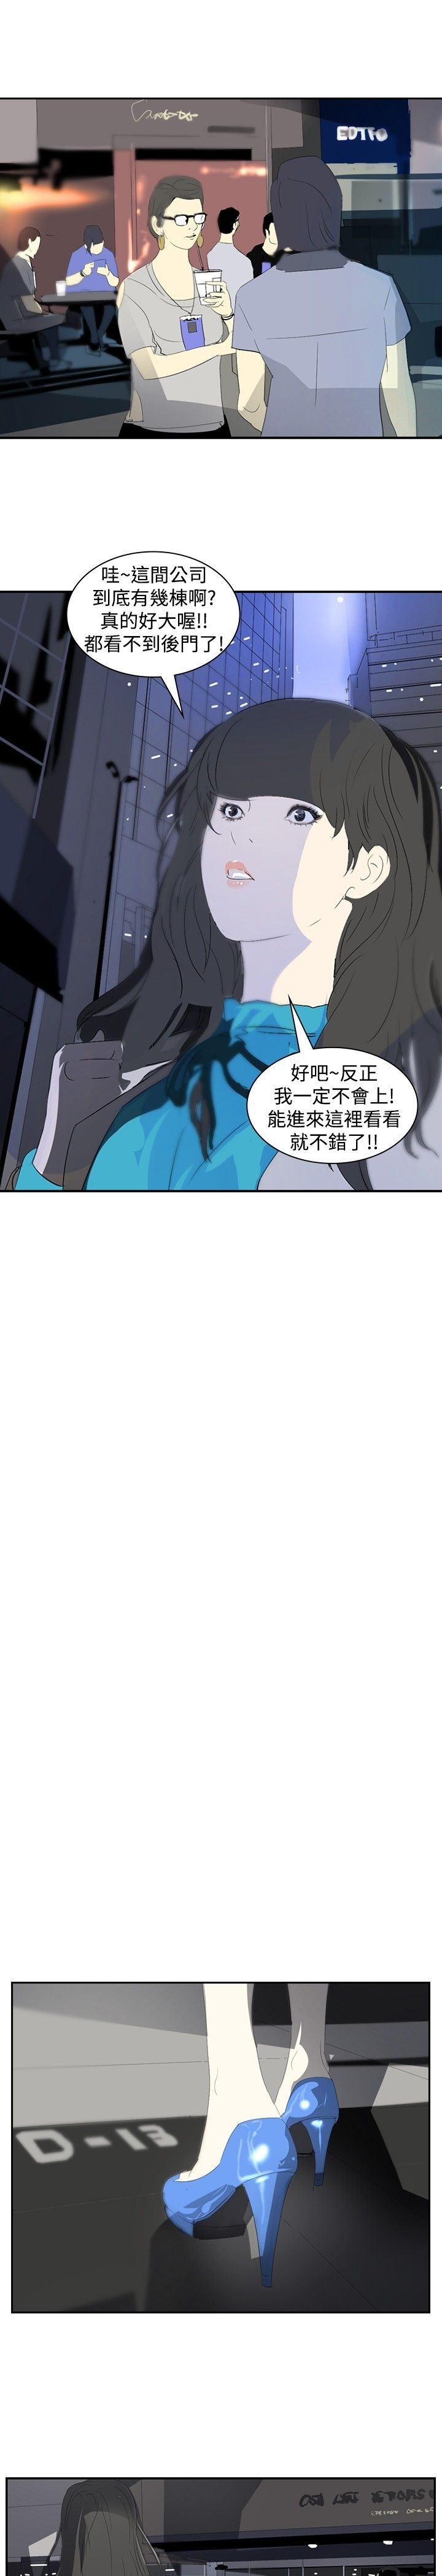 哇~這間公司
到底有幾棟啊?
真的好大喔!!
都看不到後門了!
好吧~反正
我一定不會上!
能進來這裡看看
就不錯了!!
D-13